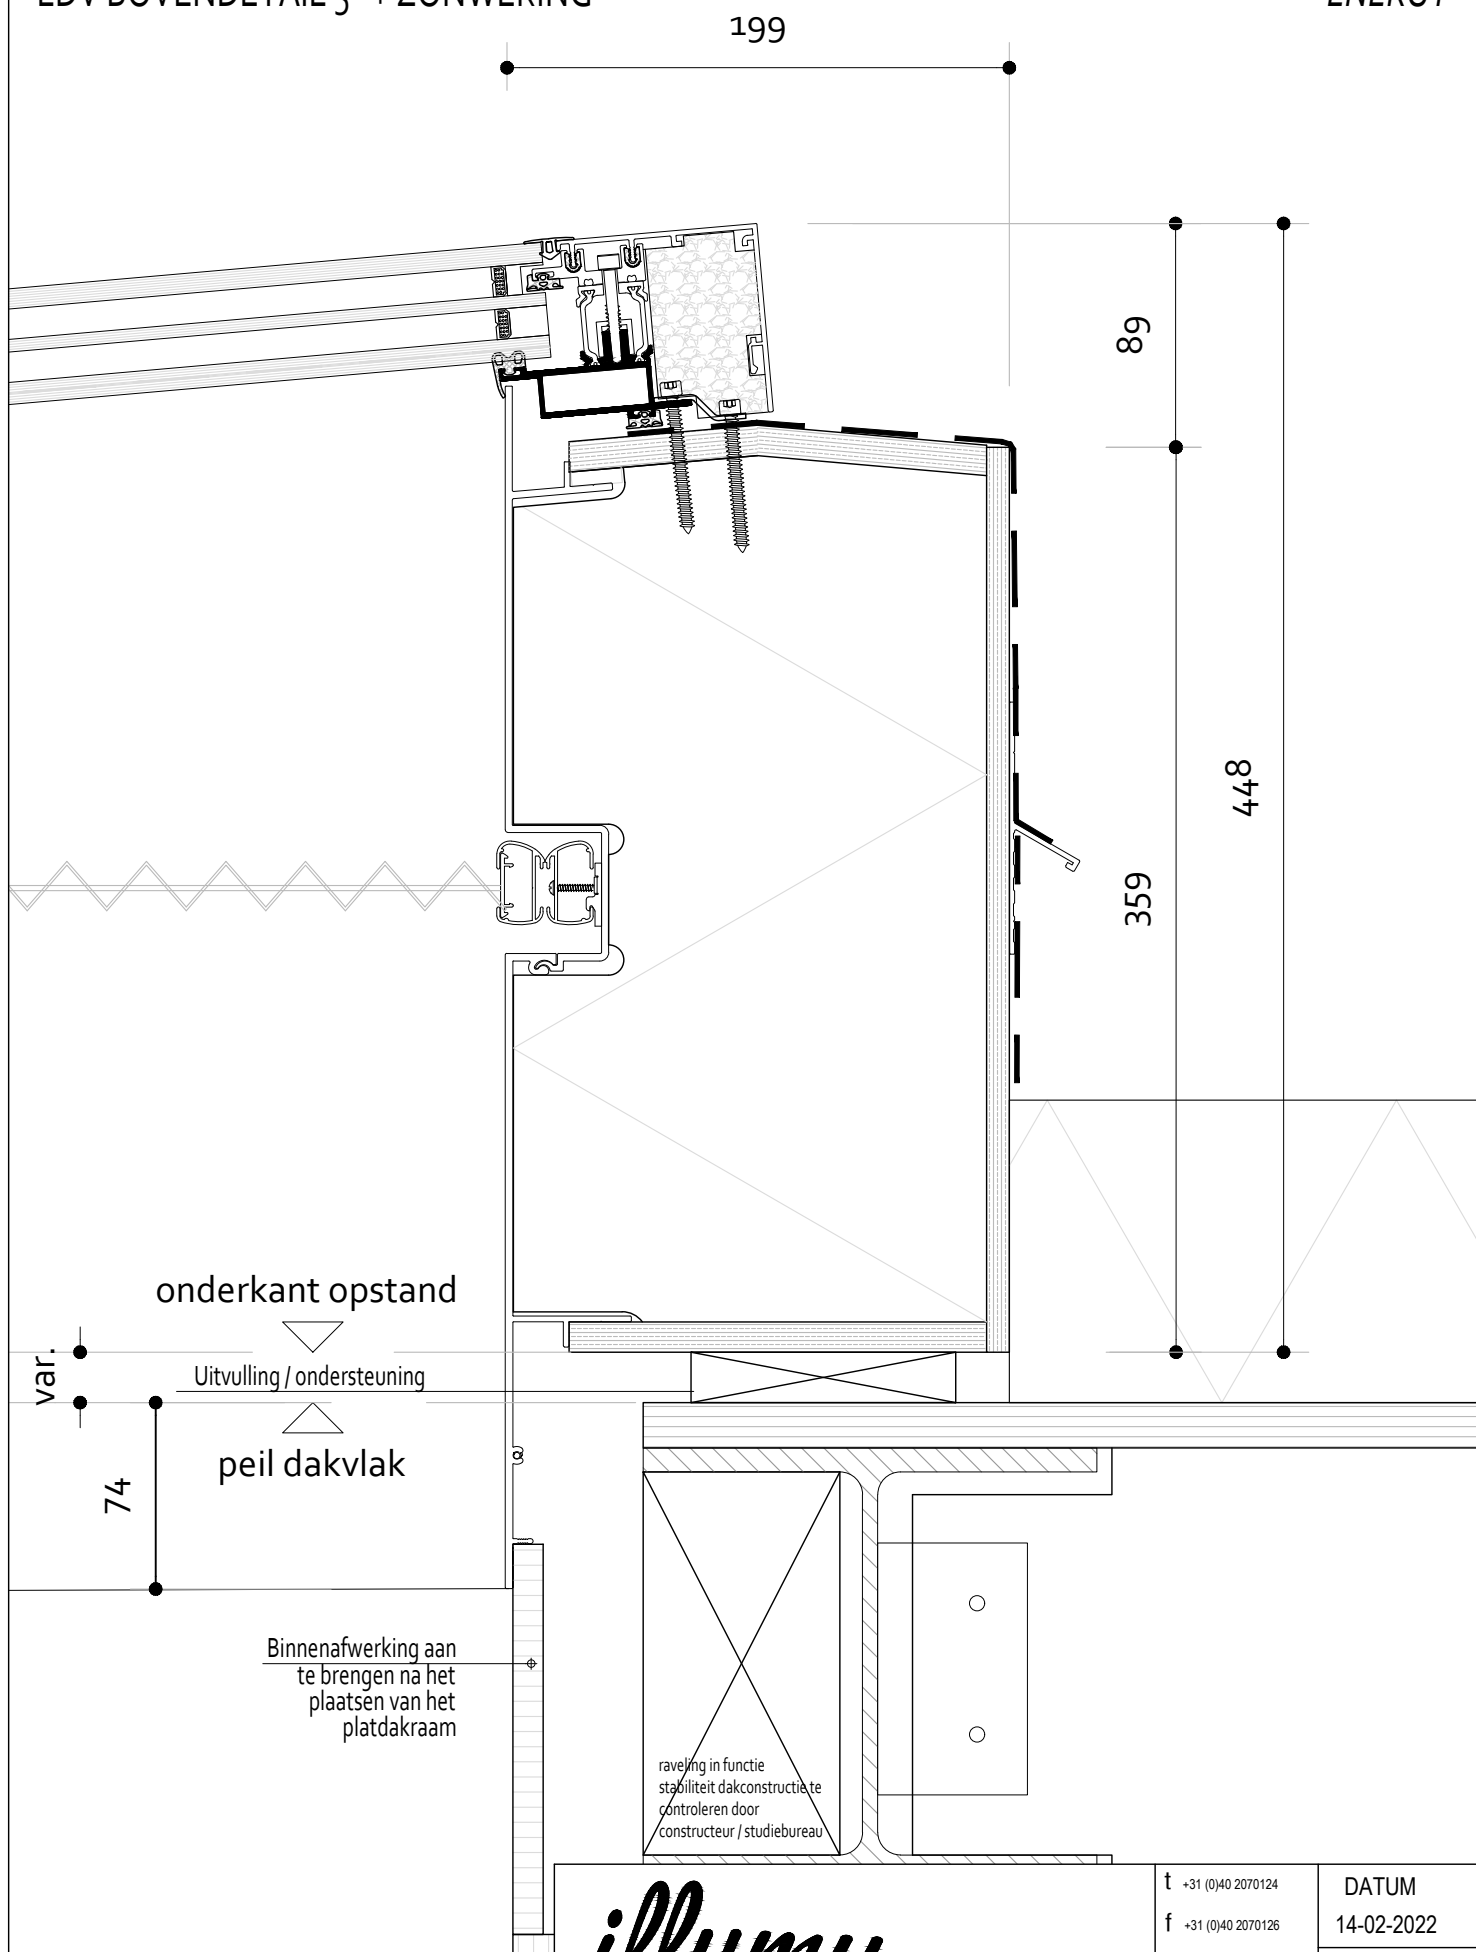 199
89
448
359
onderkant opstand
var.
Uitvulling / ondersteuning
peil dakvlak
74
Binnenafwerking aan
te brengen na het
plaatsen van het
platdakraam
raveling in functie
stabiliteit dakconstructie te
controleren door
constructeur / studiebureau
t +31 (0)40 2070124
DATUM
f +31 (0)40 2070126
14-02-2022